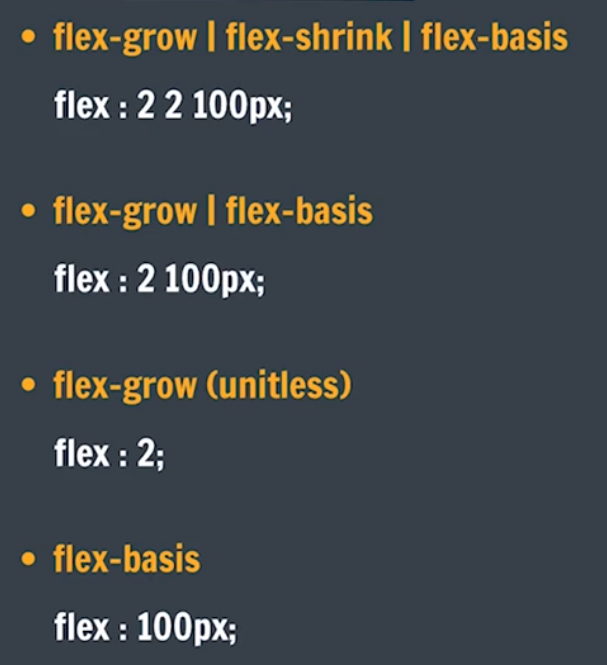 • flex-grow | flex-shrink | flex-basis
flex : 2 2 100px;
• flex-grow | flex-basis
flex : 2 100px;
• flex-grow (unitless)
flex : 2;
• flex-basis
flex : 100px;